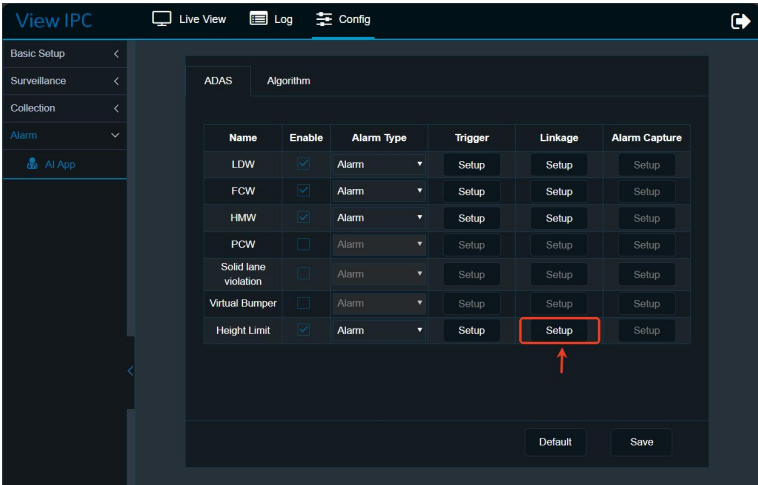 View IPC
Live View
Log
Config
Basic Setup
Surveillance
Collection
Alarm
AI App
ADAS
Algorithm
Name Enable Alarm Type Trigger Linkage Alarm Capture
LDW Alarm Setup Setup Setup
FCW Alarm Setup Setup Setup
HMW Alarm Setup Setup Setup
PCW Alarm Setup Setup Setup
Solid lane
violation Alarm Setup Setup Setup
Virtual Bumper Alarm Setup Setup Setup
Height Limit Alarm Setup Setup Setup
Default Save